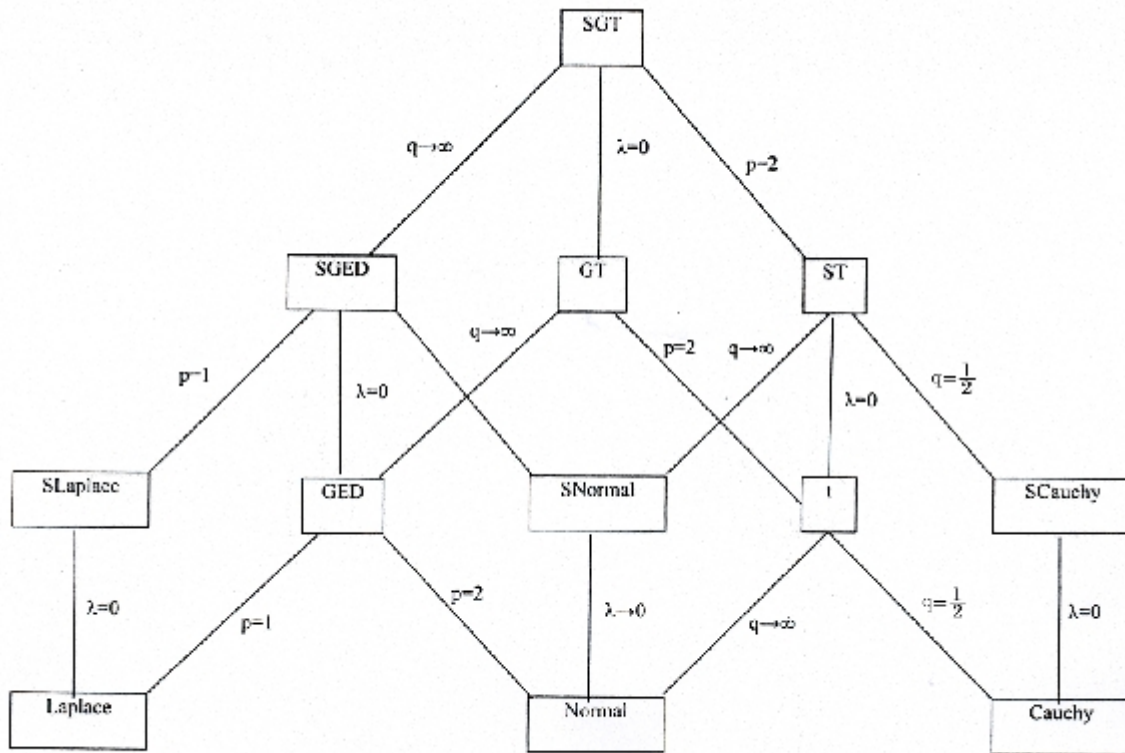 SGT
q→∞
λ=0
p=2
SGED
GT
ST
q→∞
p=2
q→∞
p=1
λ=0
λ=0
q=1/2
SLaplace
GED
SNormal
t
SCauchy
λ=0
p=1
p=2
λ→0
q→∞
q=1/2
λ=0
Laplace
Normal
Cauchy